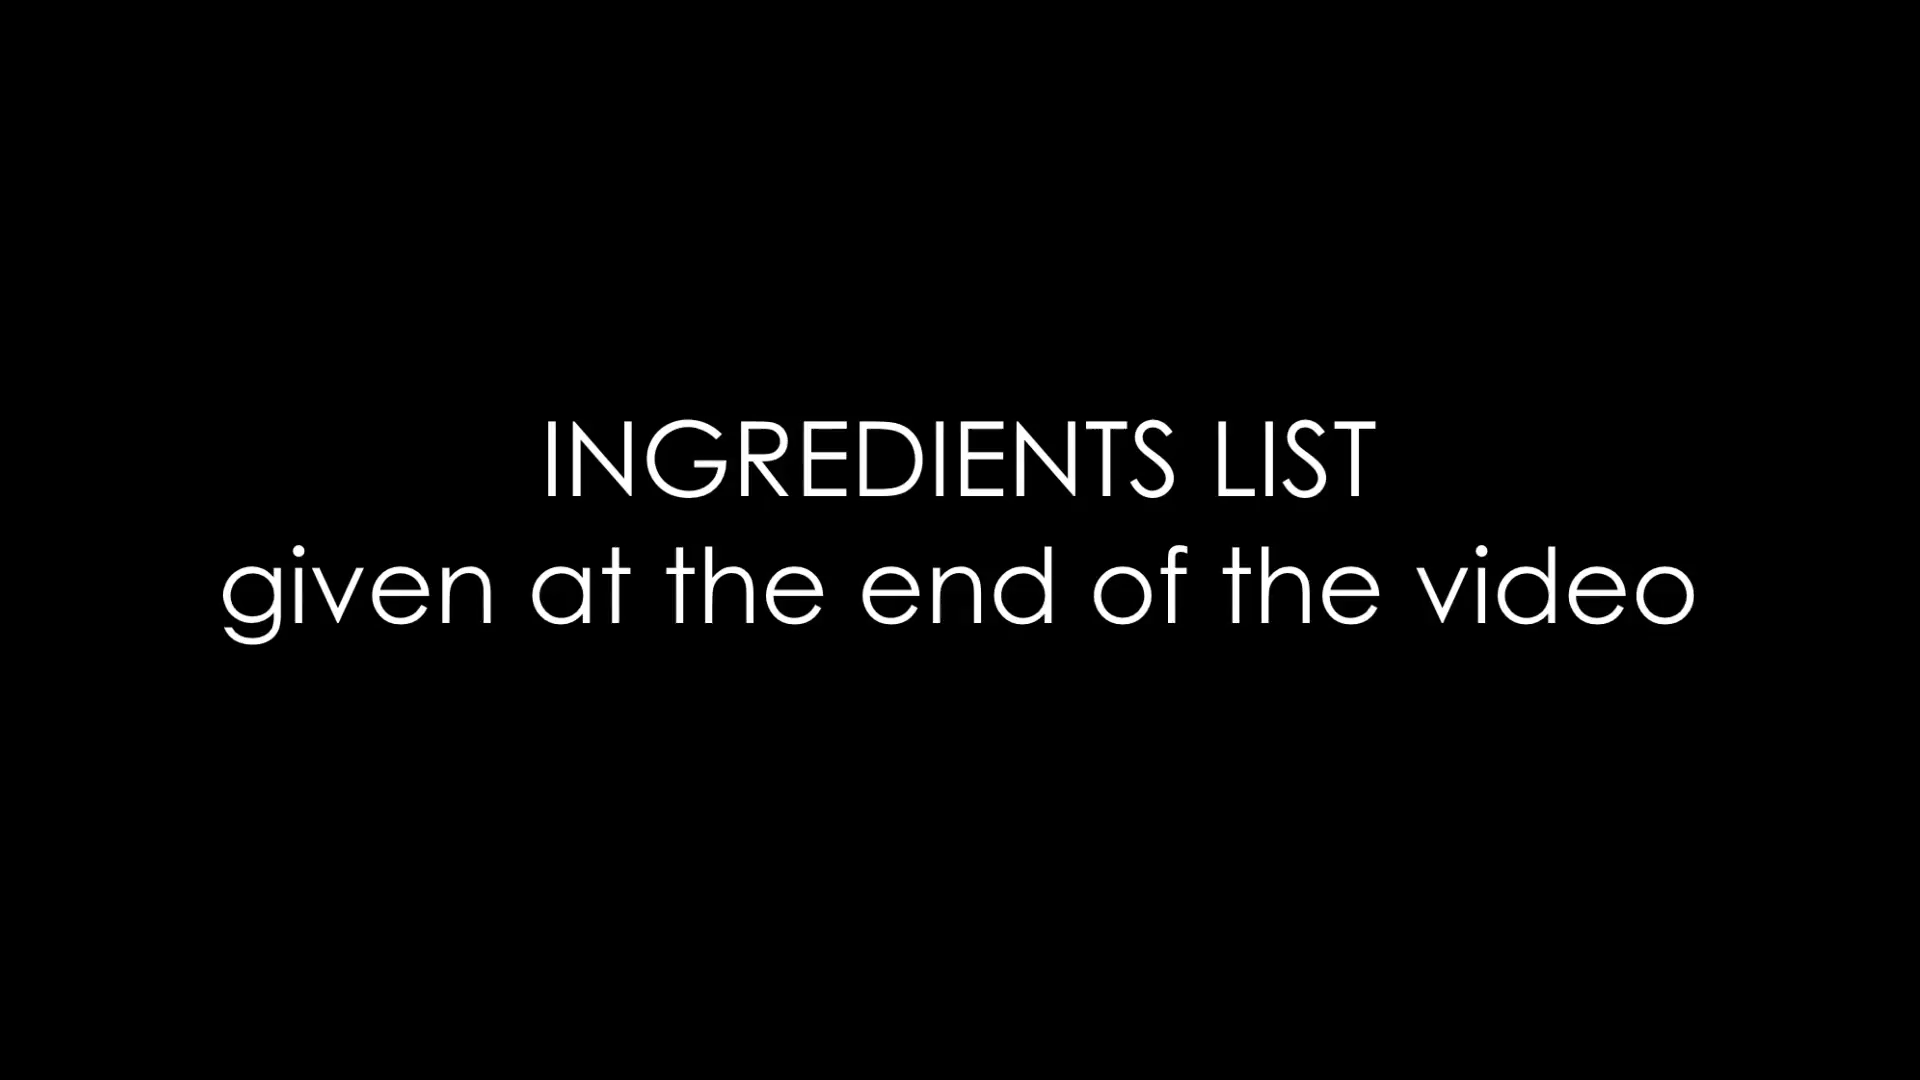 INGREDIENTS LIST
given at the end of the video